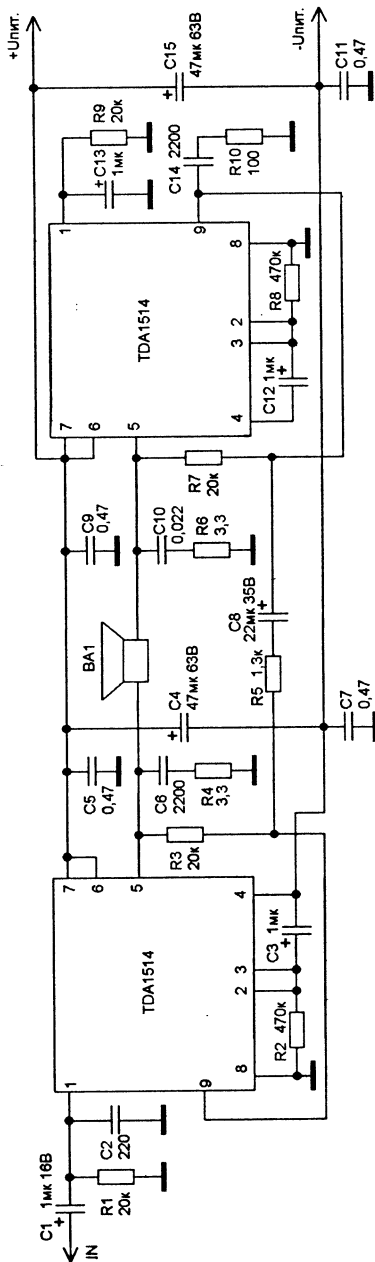 +Uпит.
-Uпит.
C15
47мк 63В
C11
0,47
R9
20к
C13
1мк
C14 2200
R10
100
1
9
8
TDA1514
R8 470к
2
3
4
C12 1мк
7
6
5
R7
20к
C9
0,47
C10
0,022
R6
3,3
C8
22мк 35В
R5 1,3к
BA1
C4
47мк 63В
C7
0,47
C5
0,47
C6
2200
R4
3,3
R3
20к
7
6
5
4
TDA1514
C3 1мк
3
2
R2 470к
8
1
9
C2
220
C1 1мк 16В
R1
20к
IN